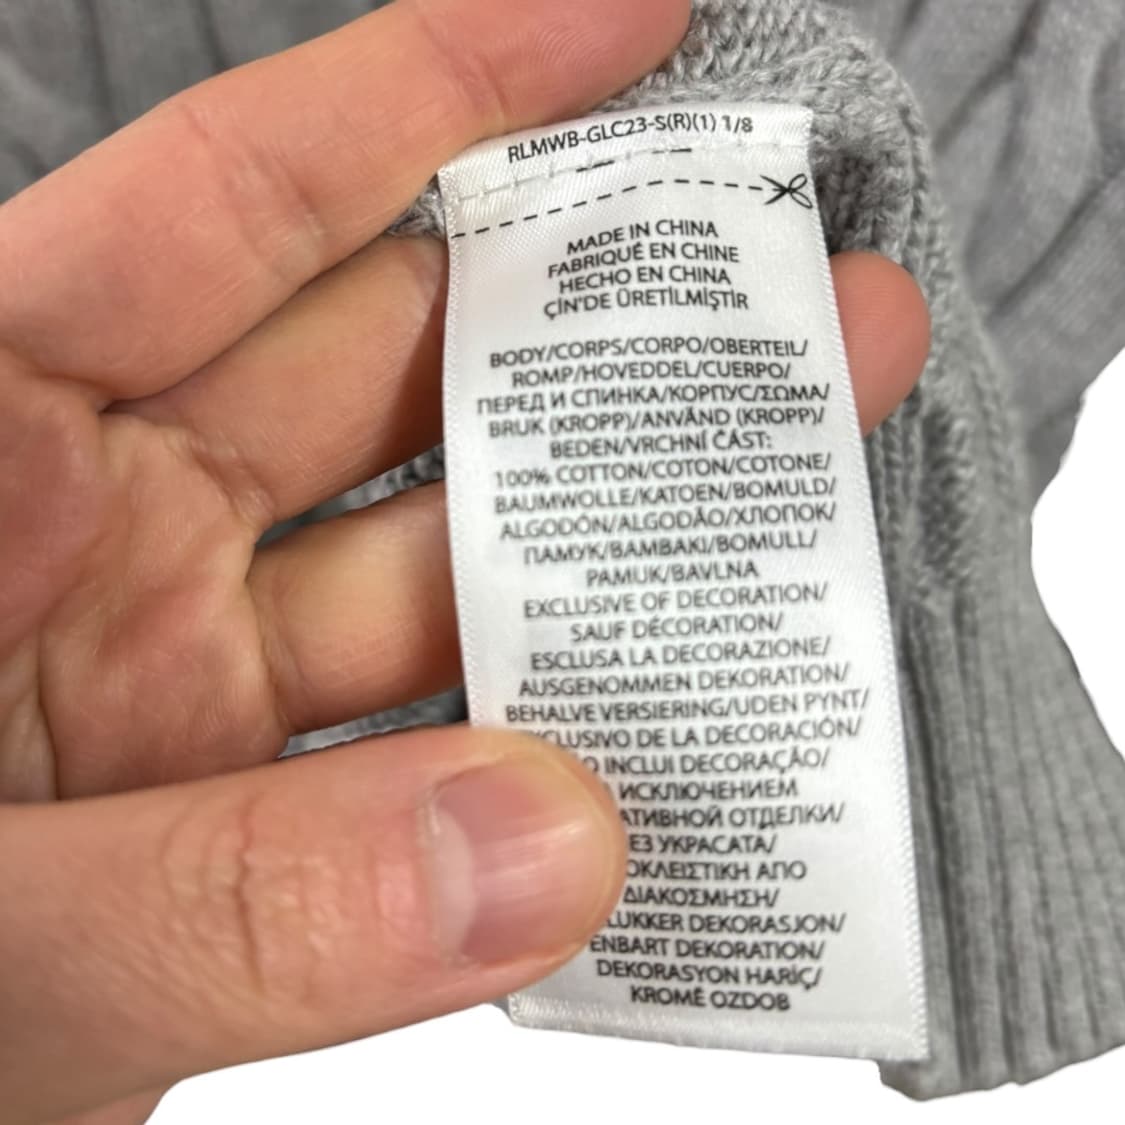 RLMWB-GLC23-S(R)(1) 1/8
MADE IN CHINA
FABRIQUÉ EN CHINE
HECHO EN CHINA
ÇİN'DE ÜRETİLMİŞTİR
BODY/CORPS/CORPO/OBERTEIL/
ROMP/HOVEDDEL/CUERPO/
ПЕРЕД И СПИНКА/КОРПУС/ΣΩΜΑ/
BRUK (KROPP)/ANVÄND (KROPP)/
BEDEN/VRCHNÍ ČÁST:
100% COTTON/COTON/COTONE/
BAUMWOLLE/KATOEN/BOMULD/
ALGODÓN/ALGODÃO/ХЛОПОК/
ПАМУК/ΒΑΜΒΑΚΙ/BOMULL/
PAMUK/BAVLNA
EXCLUSIVE OF DECORATION/
SAUF DÉCORATION/
ESCLUSA LA DECORAZIONE/
AUSGENOMMEN DEKORATION/
BEHALVE VERSIERING/UDEN PYNT/
DE LA DECORACIÓN/
INCLUI DECORAÇÃO/
ИСКЛЮЧЕНИЕМ
ОТДЕЛКИ/
УКРАСАТА/
ΑΠΟ
ΔΙΑΚΟΣΜΗΣΗ/
DEKORASJON/
DEKORATION/
DEKORASYON HARİÇ/
KROMĚ OZDOB